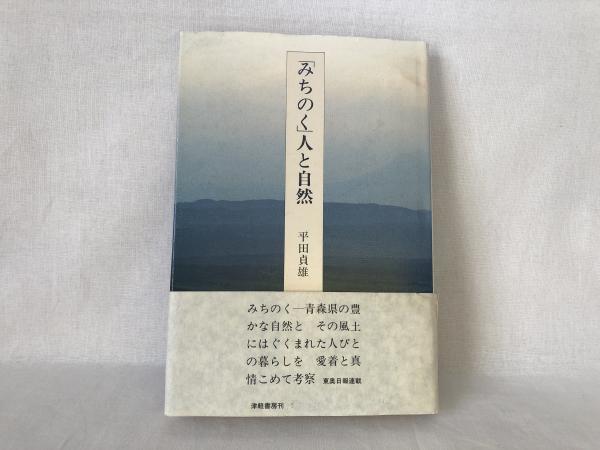 「みちのく」人と自然
平田貞雄
みちのく―青森県の豊
かな自然と　その風土
にはぐくまれた人びと
の暮らしを　愛着と真
情こめて考察　東奥日報連載
津軽書房刊